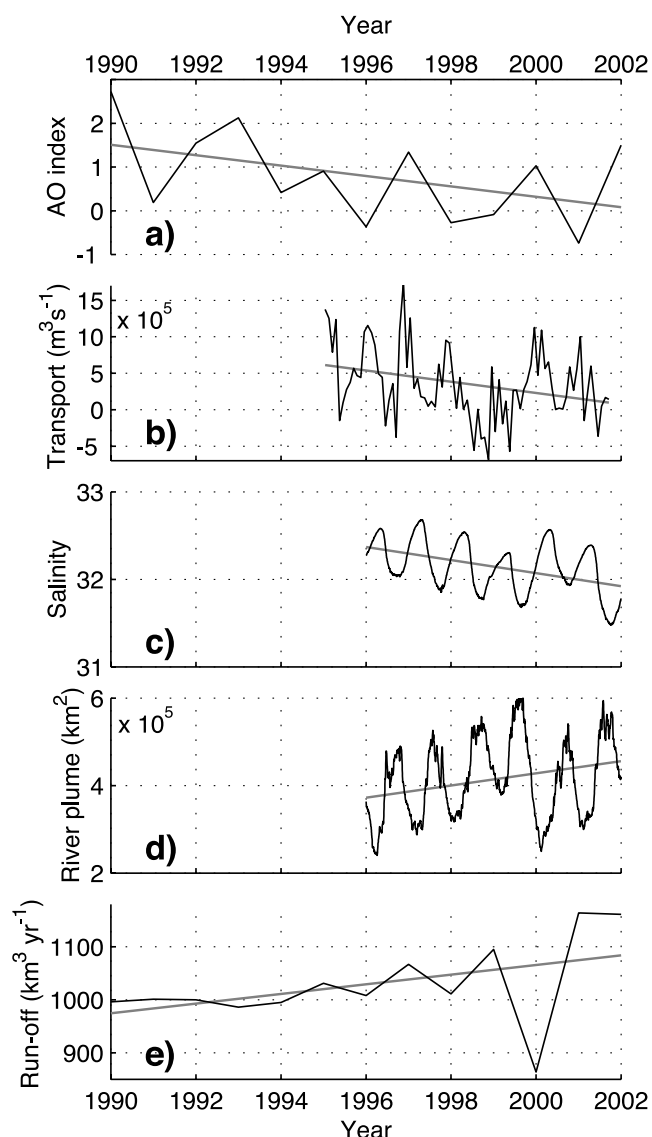 Year
1990 1992 1994 1996 1998 2000 2002
2
1
0
-1
AO index
a)
x 10^5
15
10
5
0
-5
Transport (m^3s^-1)
b)
33
32
31
Salinity
c)
x 10^5
6
4
2
River plume (km^2)
d)
1100
1000
900
Run-off (km^3 yr^-1)
e)
1990 1992 1994 1996 1998 2000 2002
Year